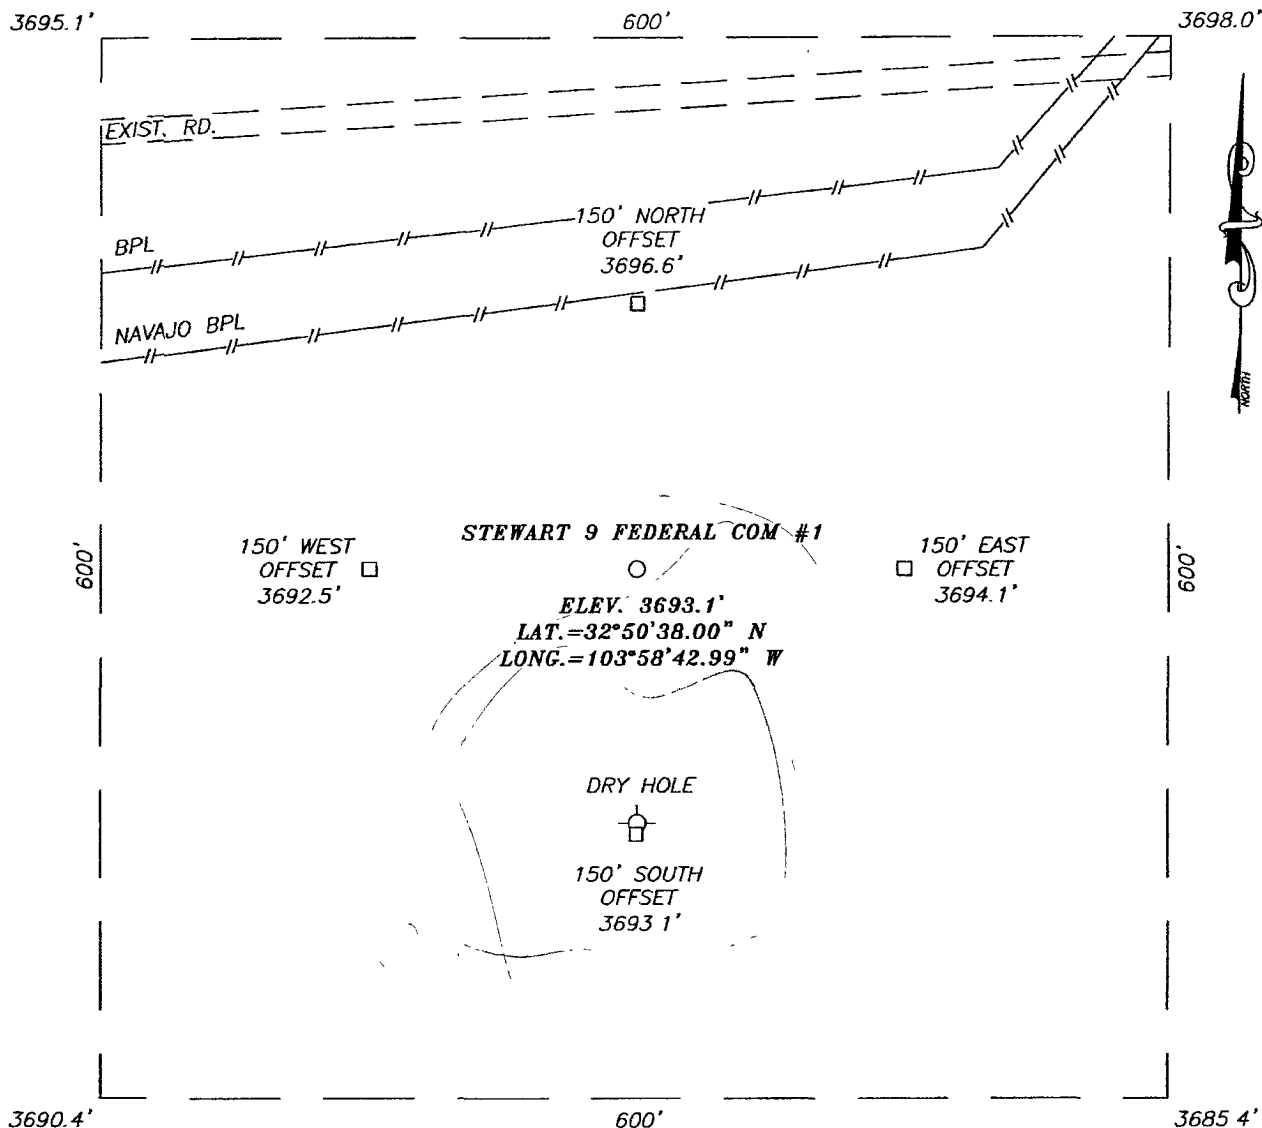 3695.1'
600'
3698.0'
EXIST. RD.
NORTH
BPL
150' NORTH
OFFSET
3696.6'
NAVAJO BPL
600'
150' WEST
OFFSET
3692.5'
STEWART 9 FEDERAL COM #1
150' EAST
OFFSET
3694.1'
600'
ELEV. 3693.1'
LAT.=32°50'38.00" N
LONG.=103°58'42.99" W
DRY HOLE
150' SOUTH
OFFSET
3693 1'
3690.4'
600'
3685 4'